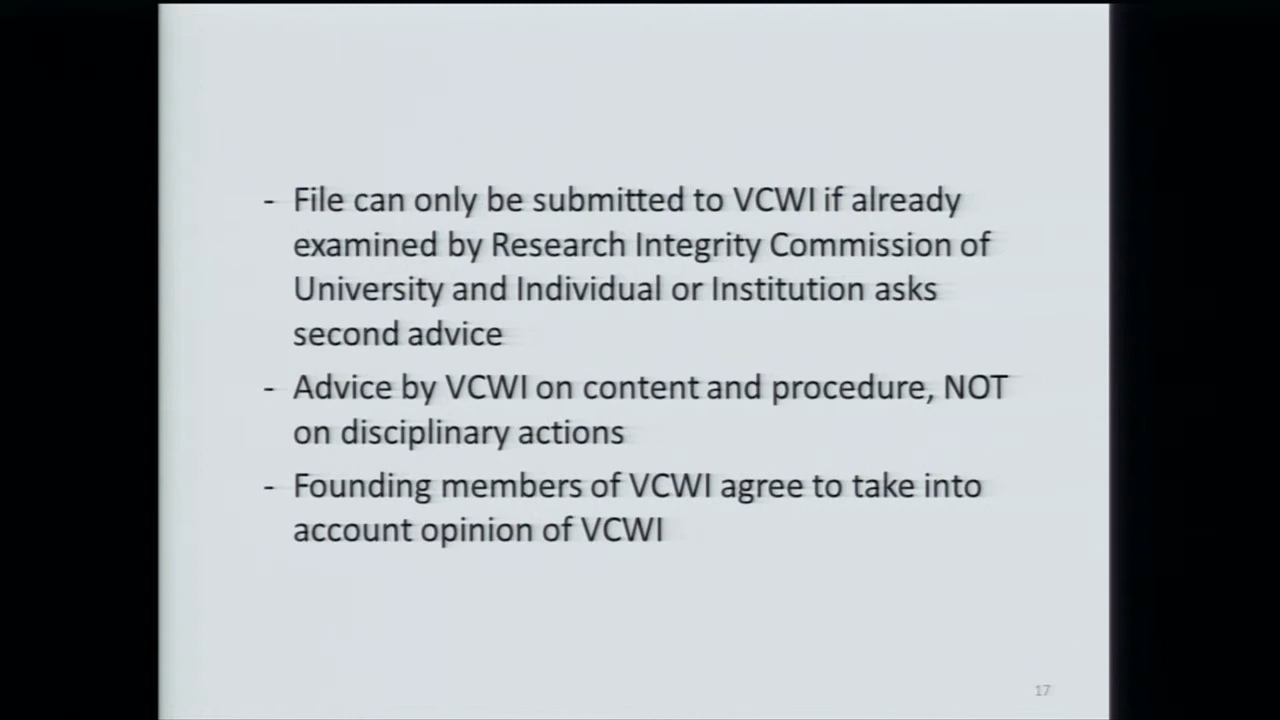 - File can only be submitted to VCWI if already
examined by Research Integrity Commission of
University and Individual or Institution asks
second advice
- Advice by VCWI on content and procedure, NOT
on disciplinary actions
- Founding members of VCWI agree to take into
account opinion of VCWI
17